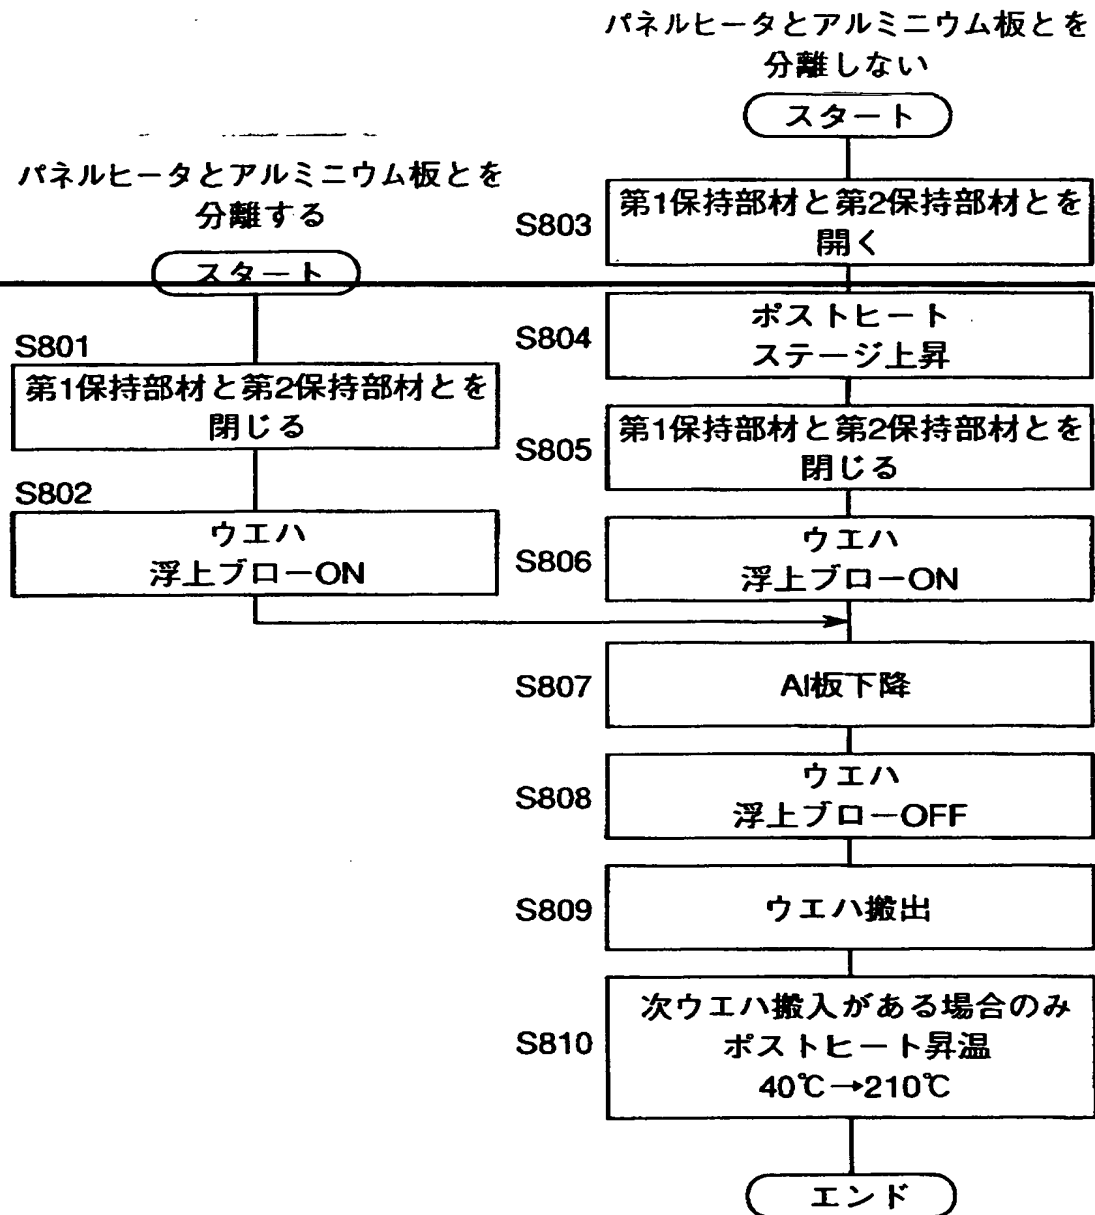 パネルヒータとアルミニウム板とを
分離する
スタート
S801
第1保持部材と第2保持部材とを
閉じる
S802
ウエハ
浮上ブローON
パネルヒータとアルミニウム板とを
分離しない
スタート
S803
第1保持部材と第2保持部材とを
開く
S804
ポストヒート
ステージ上昇
S805
第1保持部材と第2保持部材とを
閉じる
S806
ウエハ
浮上ブローON
S807
Al板下降
S808
ウエハ
浮上ブローOFF
S809
ウエハ搬出
S810
次ウエハ搬入がある場合のみ
ポストヒート昇温
40℃→210℃
エンド